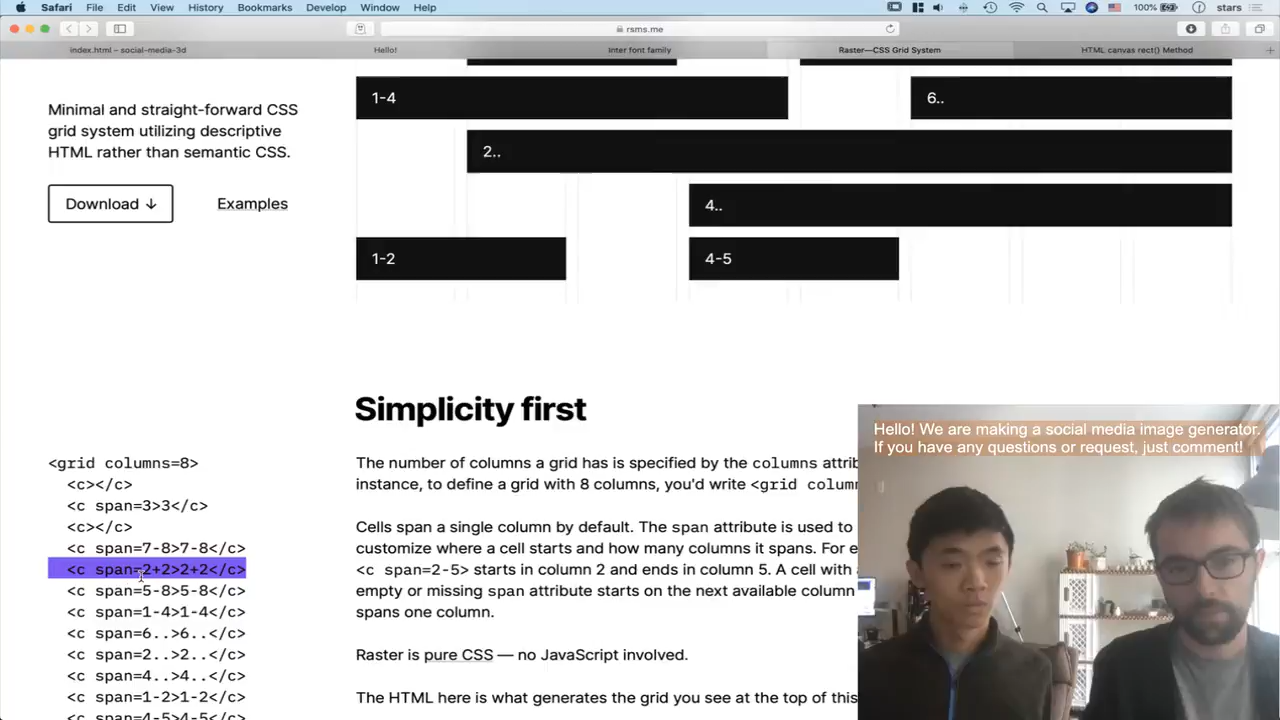 Safari File Edit View History Bookmarks Develop Window Help 100% stars
rsms.me
index.html – social-media-3d Hello! Inter font family Raster—CSS Grid System HTML canvas rect() Method
Minimal and straight-forward CSS
grid system utilizing descriptive
HTML rather than semantic CSS.
Download ↓ Examples
1-4 6..
2..
4..
1-2 4-5
Simplicity first
<grid columns=8>
<c></c>
<c span=3>3</c>
<c></c>
<c span=7-8>7-8</c>
<c span=2+2>2+2</c>
<c span=5-8>5-8</c>
<c span=1-4>1-4</c>
<c span=6..>6..</c>
<c span=2..>2..</c>
<c span=4..>4..</c>
<c span=1-2>1-2</c>
<c span=4-5>4-5</c>
The number of columns a grid has is specified by the columns attrib
instance, to define a grid with 8 columns, you'd write <grid colum
Cells span a single column by default. The span attribute is used to
customize where a cell starts and how many columns it spans. For e
<c span=2-5> starts in column 2 and ends in column 5. A cell with
empty or missing span attribute starts on the next available column
spans one column.
Raster is pure CSS — no JavaScript involved.
The HTML here is what generates the grid you see at the top of this
Hello! We are making a social media image generator.
If you have any questions or request, just comment!